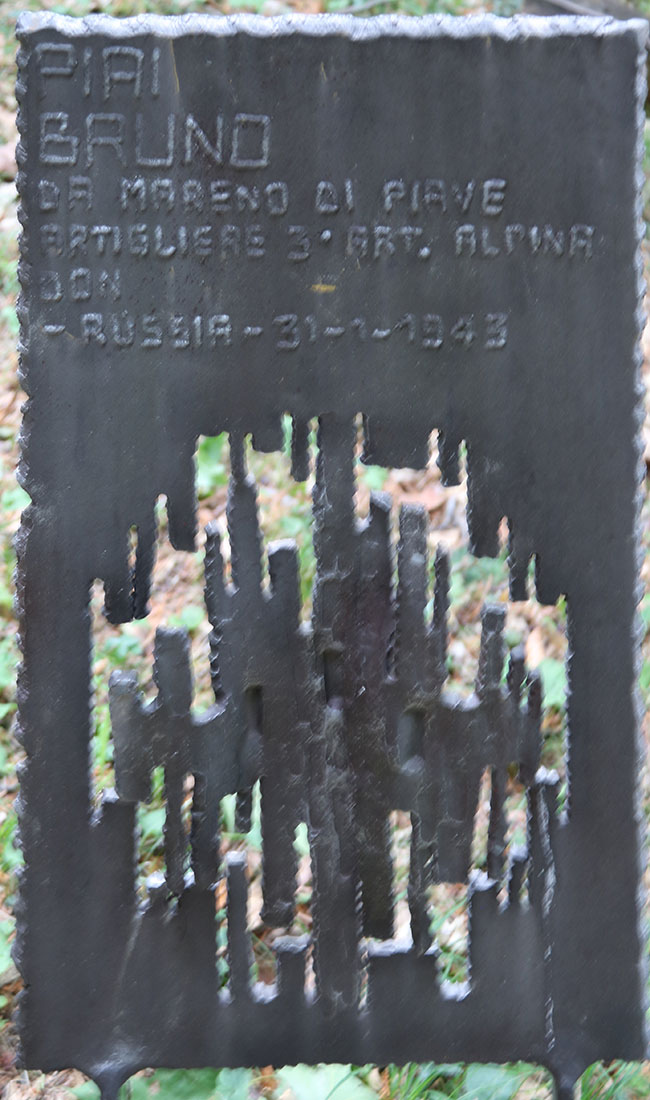 PIAI
BRUNO
DA MARENO DI PIAVE
ARTIGLIERE 3° ART. ALPINA
DON
- RUSSIA - 31-1-1943